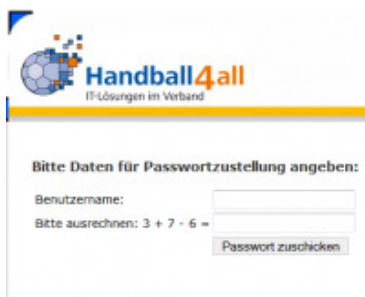 Handball4all
IT-Lösungen im Verband
Bitte Daten für Passwortzustellung angeben:
Benutzername:
Bitte ausrechnen: 3 + 7 - 6 =
Passwort zuschicken